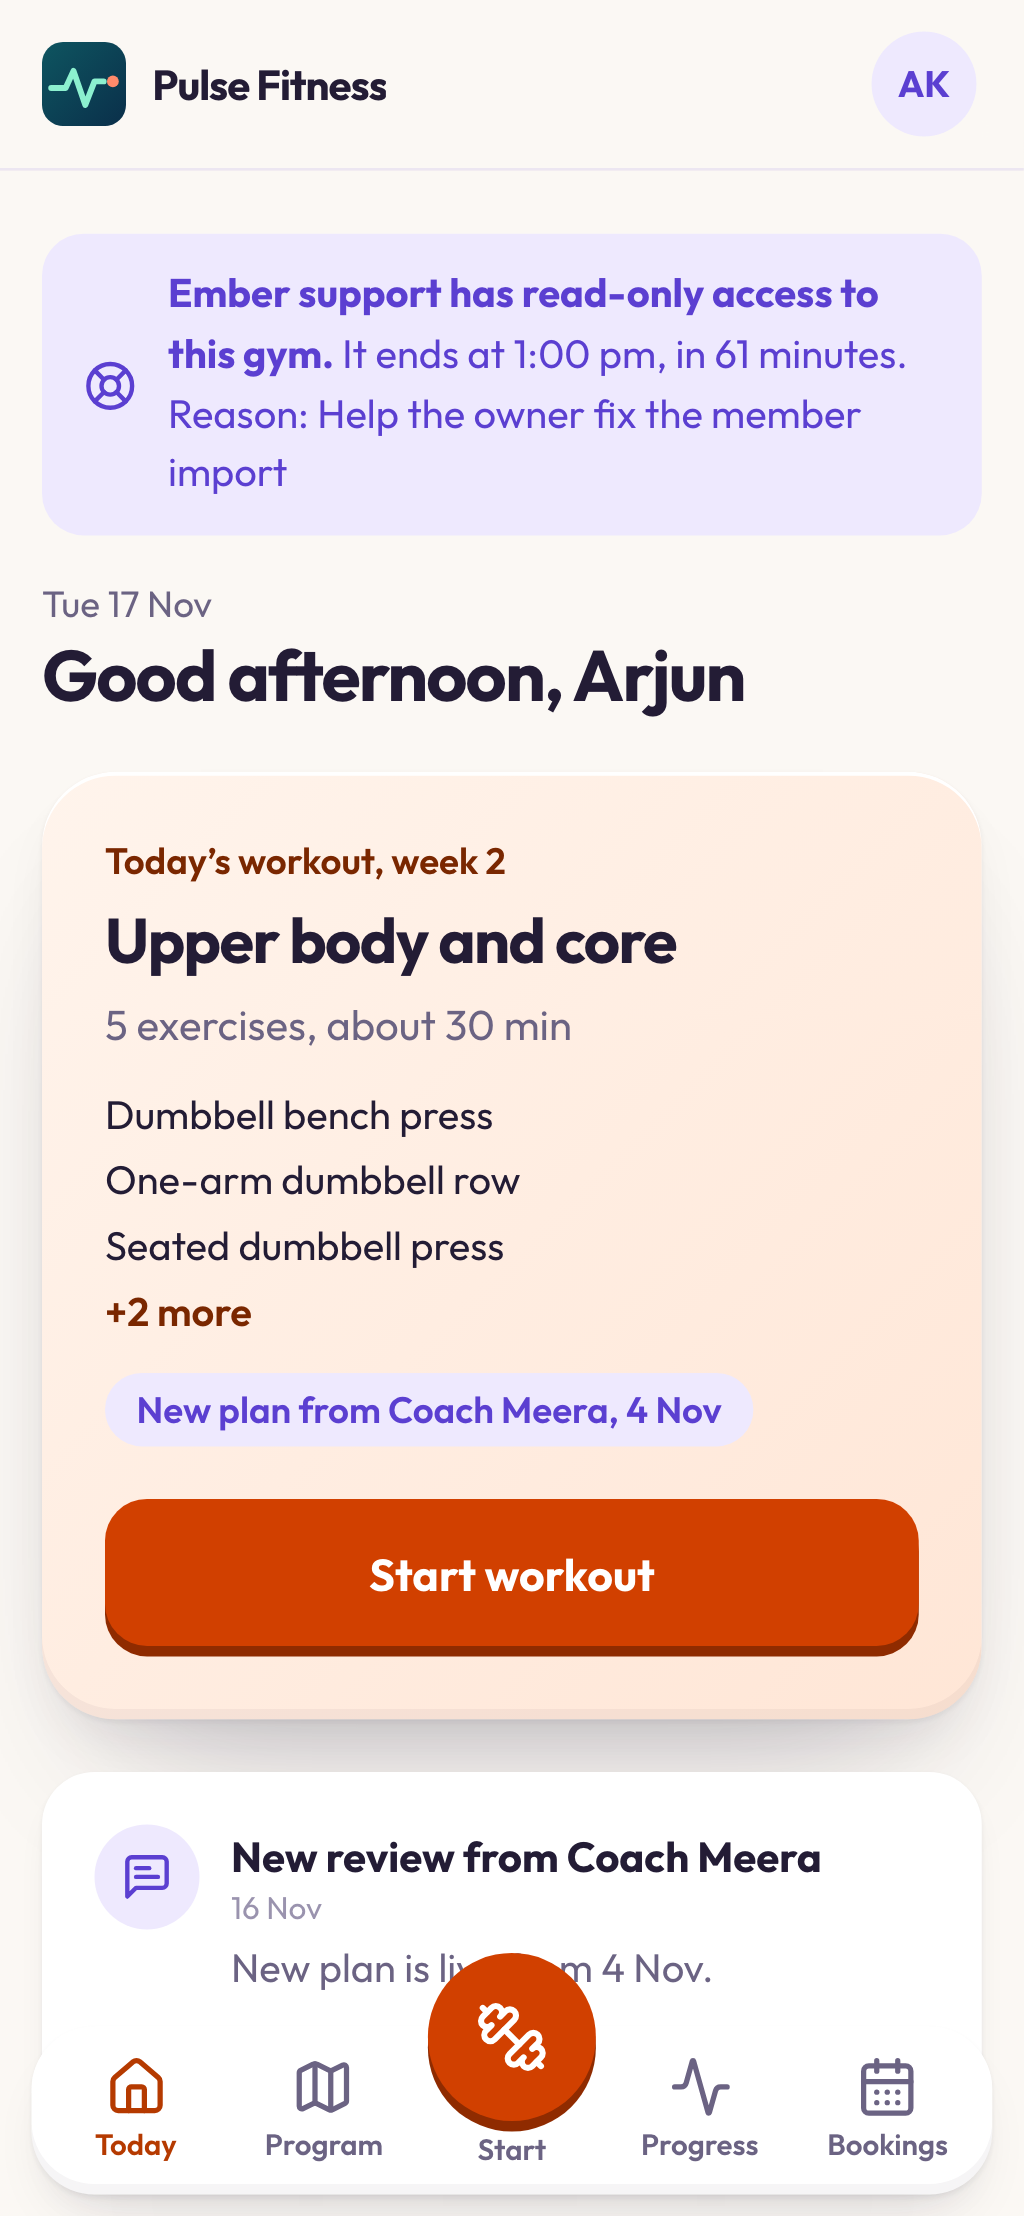 Pulse Fitness
AK
Ember support has read-only access to
this gym. It ends at 1:00 pm, in 61 minutes.
Reason: Help the owner fix the member
import
Tue 17 Nov
Good afternoon, Arjun
Today’s workout, week 2
Upper body and core
5 exercises, about 30 min
Dumbbell bench press
One-arm dumbbell row
Seated dumbbell press
+2 more
New plan from Coach Meera, 4 Nov
Start workout
New review from Coach Meera
16 Nov
New plan is 4 Nov.
Today
Program
Start
Progress
Bookings